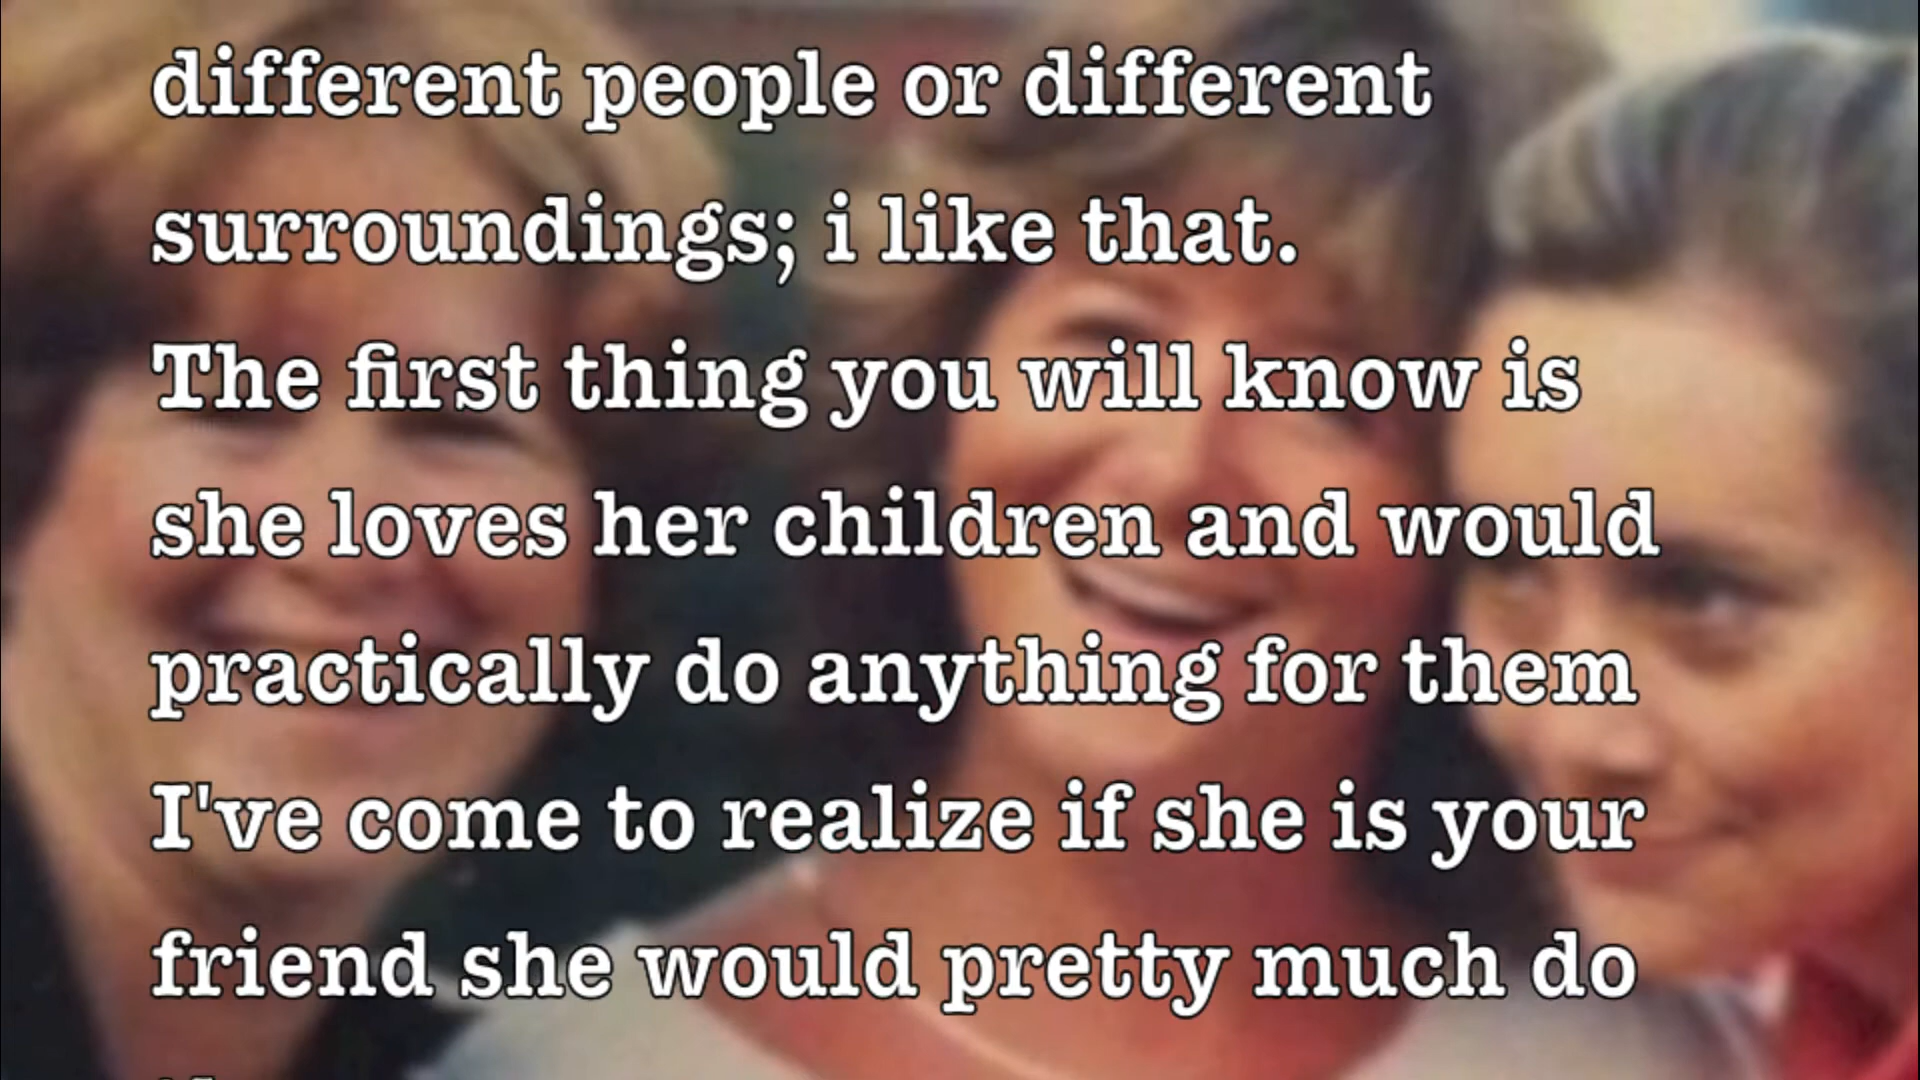 different people or different
surroundings; i like that.
The first thing you will know is
she loves her children and would
practically do anything for them
I've come to realize if she is your
friend she would pretty much do